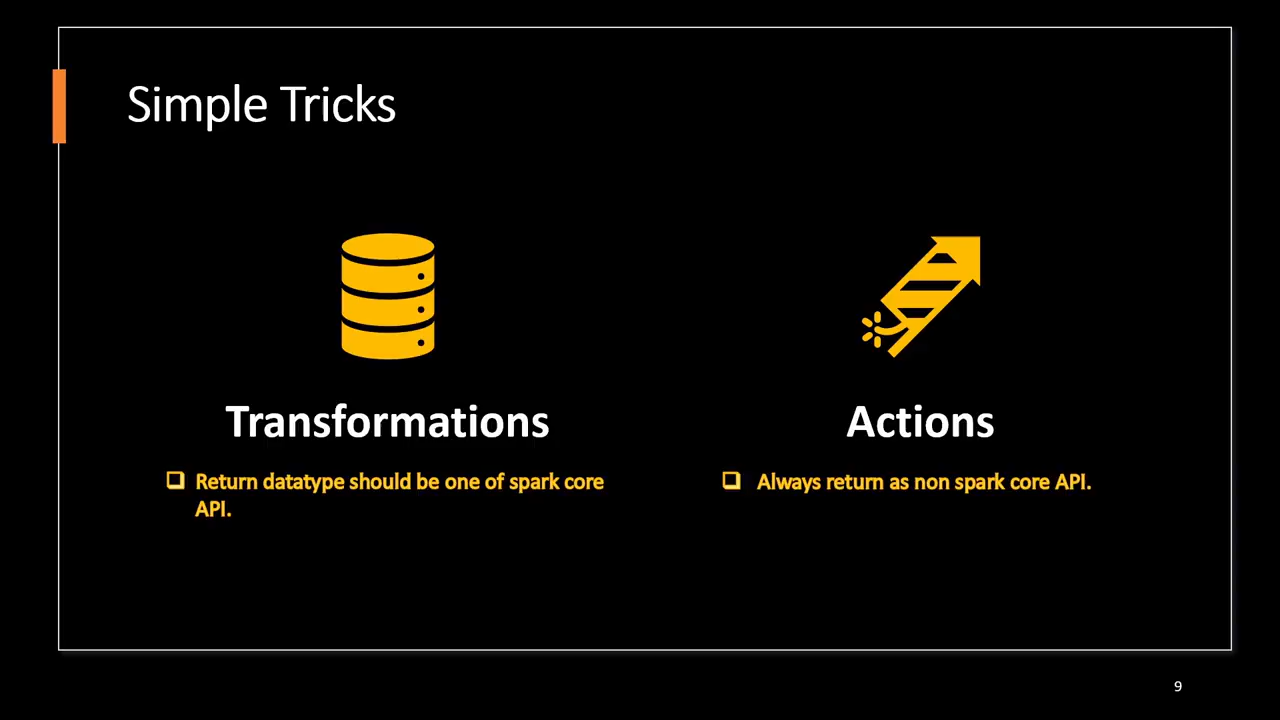 Simple Tricks
Transformations
❑ Return datatype should be one of spark core
API.
Actions
❑ Always return as non spark core API.
9